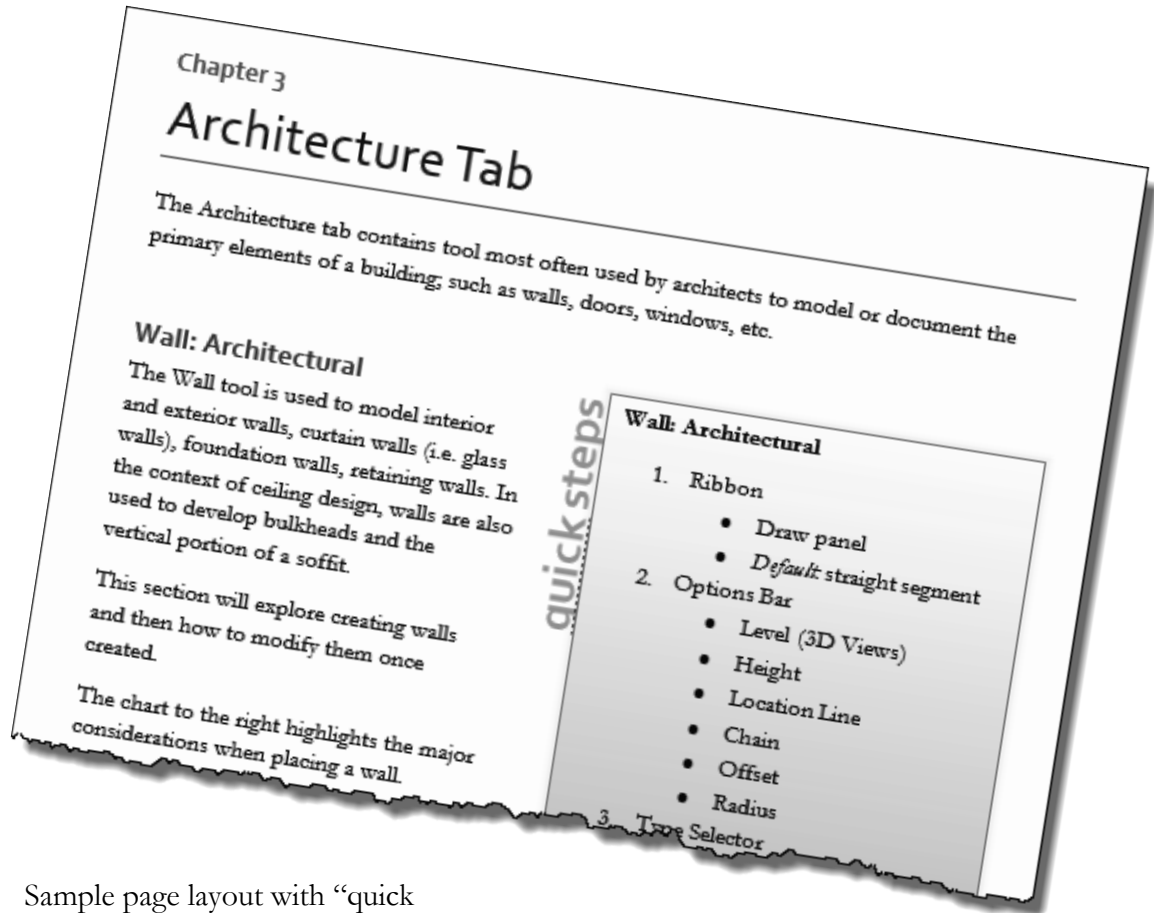 Chapter 3
Architecture Tab
The Architecture tab contains tool most often used by architects to model or document the
primary elements of a building; such as walls, doors, windows, etc.
Wall: Architectural
The Wall tool is used to model interior
and exterior walls, curtain walls (i.e. glass
walls), foundation walls, retaining walls. In
the context of ceiling design, walls are also
used to develop bulkheads and the
vertical portion of a soffit.
This section will explore creating walls
and then how to modify them once
created.
The chart to the right highlights the major
considerations when placing a wall.
quick steps
Wall: Architectural
1. Ribbon
• Draw panel
• Default: straight segment
2. Options Bar
• Level (3D Views)
• Height
• Location Line
• Chain
• Offset
• Radius
3. Type Selector
Sample page layout with “quick